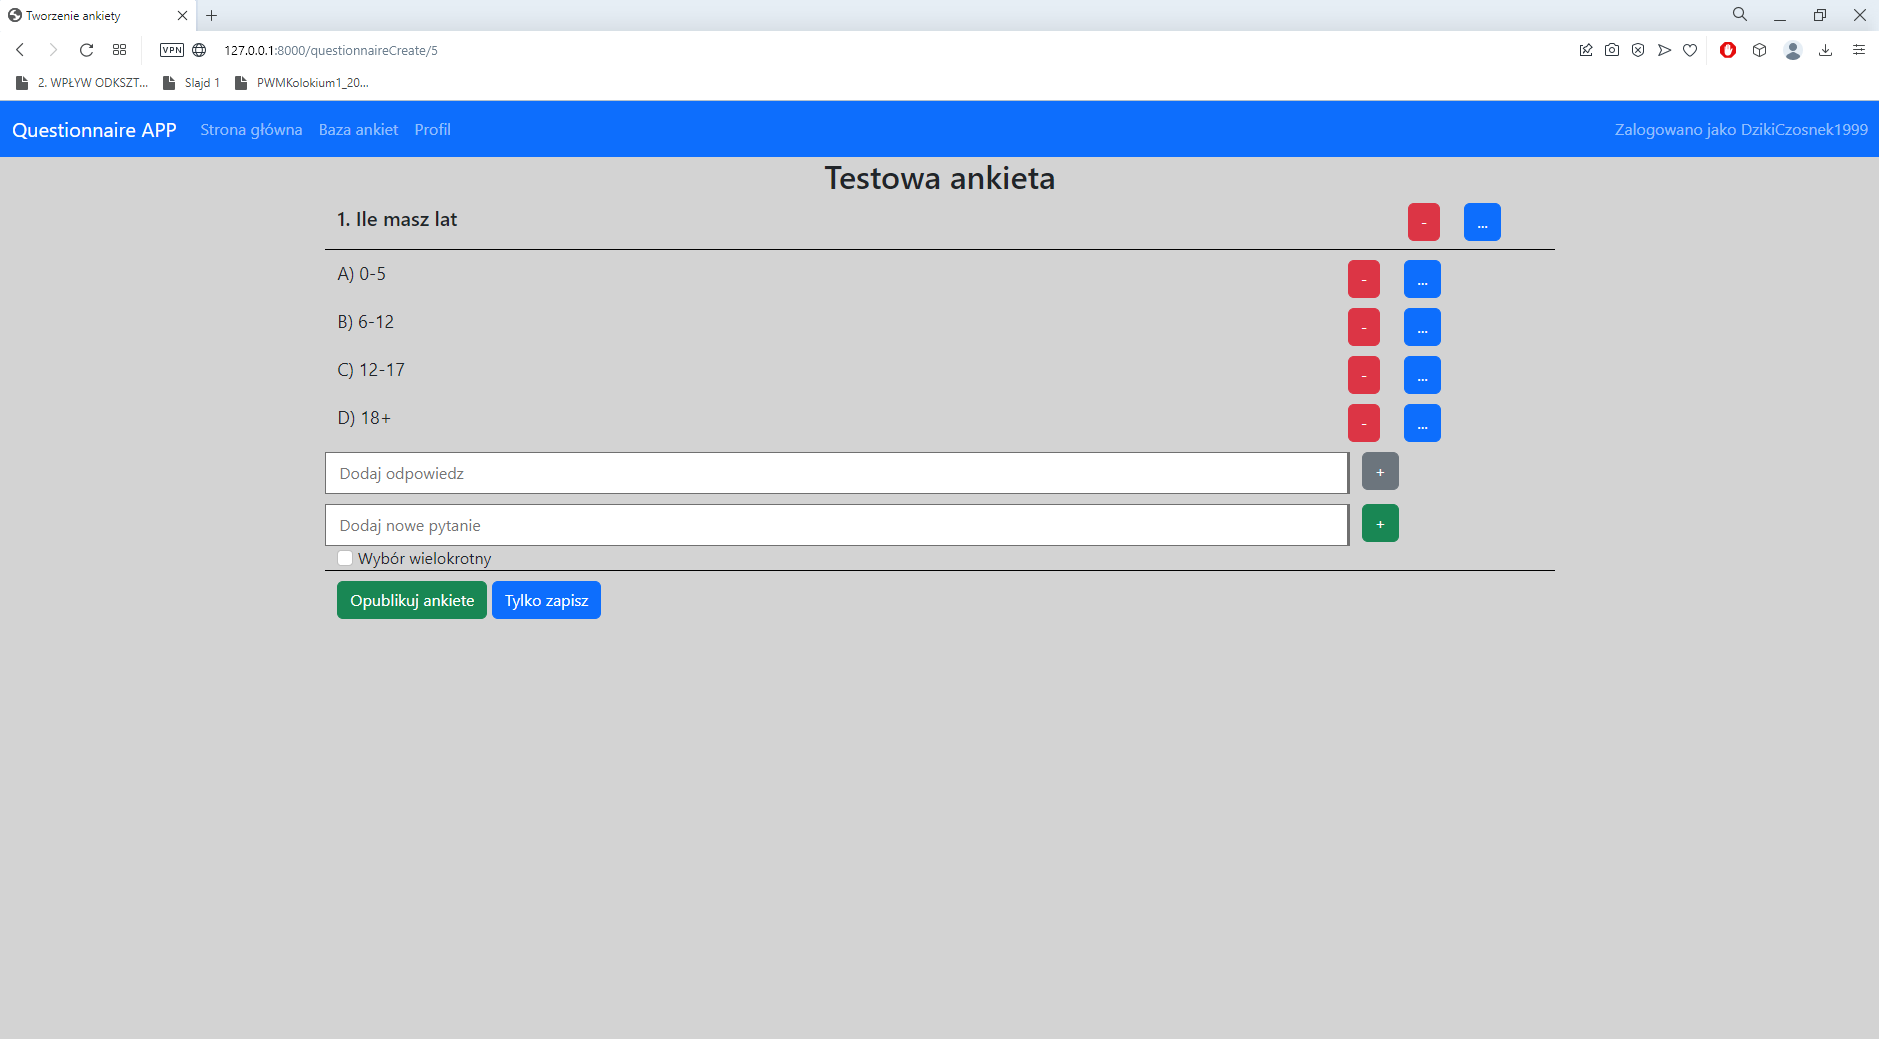 Tworzenie ankiety
VPN 127.0.0.1:8000/questionnaireCreate/5
2. WPŁYW ODKSZT... Slajd 1 PWMKolokium1_20...
Questionnaire APP Strona główna Baza ankiet Profil Zalogowano jako DzikiCzosnek1999
Testowa ankieta
1. Ile masz lat - ...
A) 0-5 - ...
B) 6-12 - ...
C) 12-17 - ...
D) 18+ - ...
Dodaj odpowiedz +
Dodaj nowe pytanie +
Wybór wielokrotny
Opublikuj ankiete Tylko zapisz